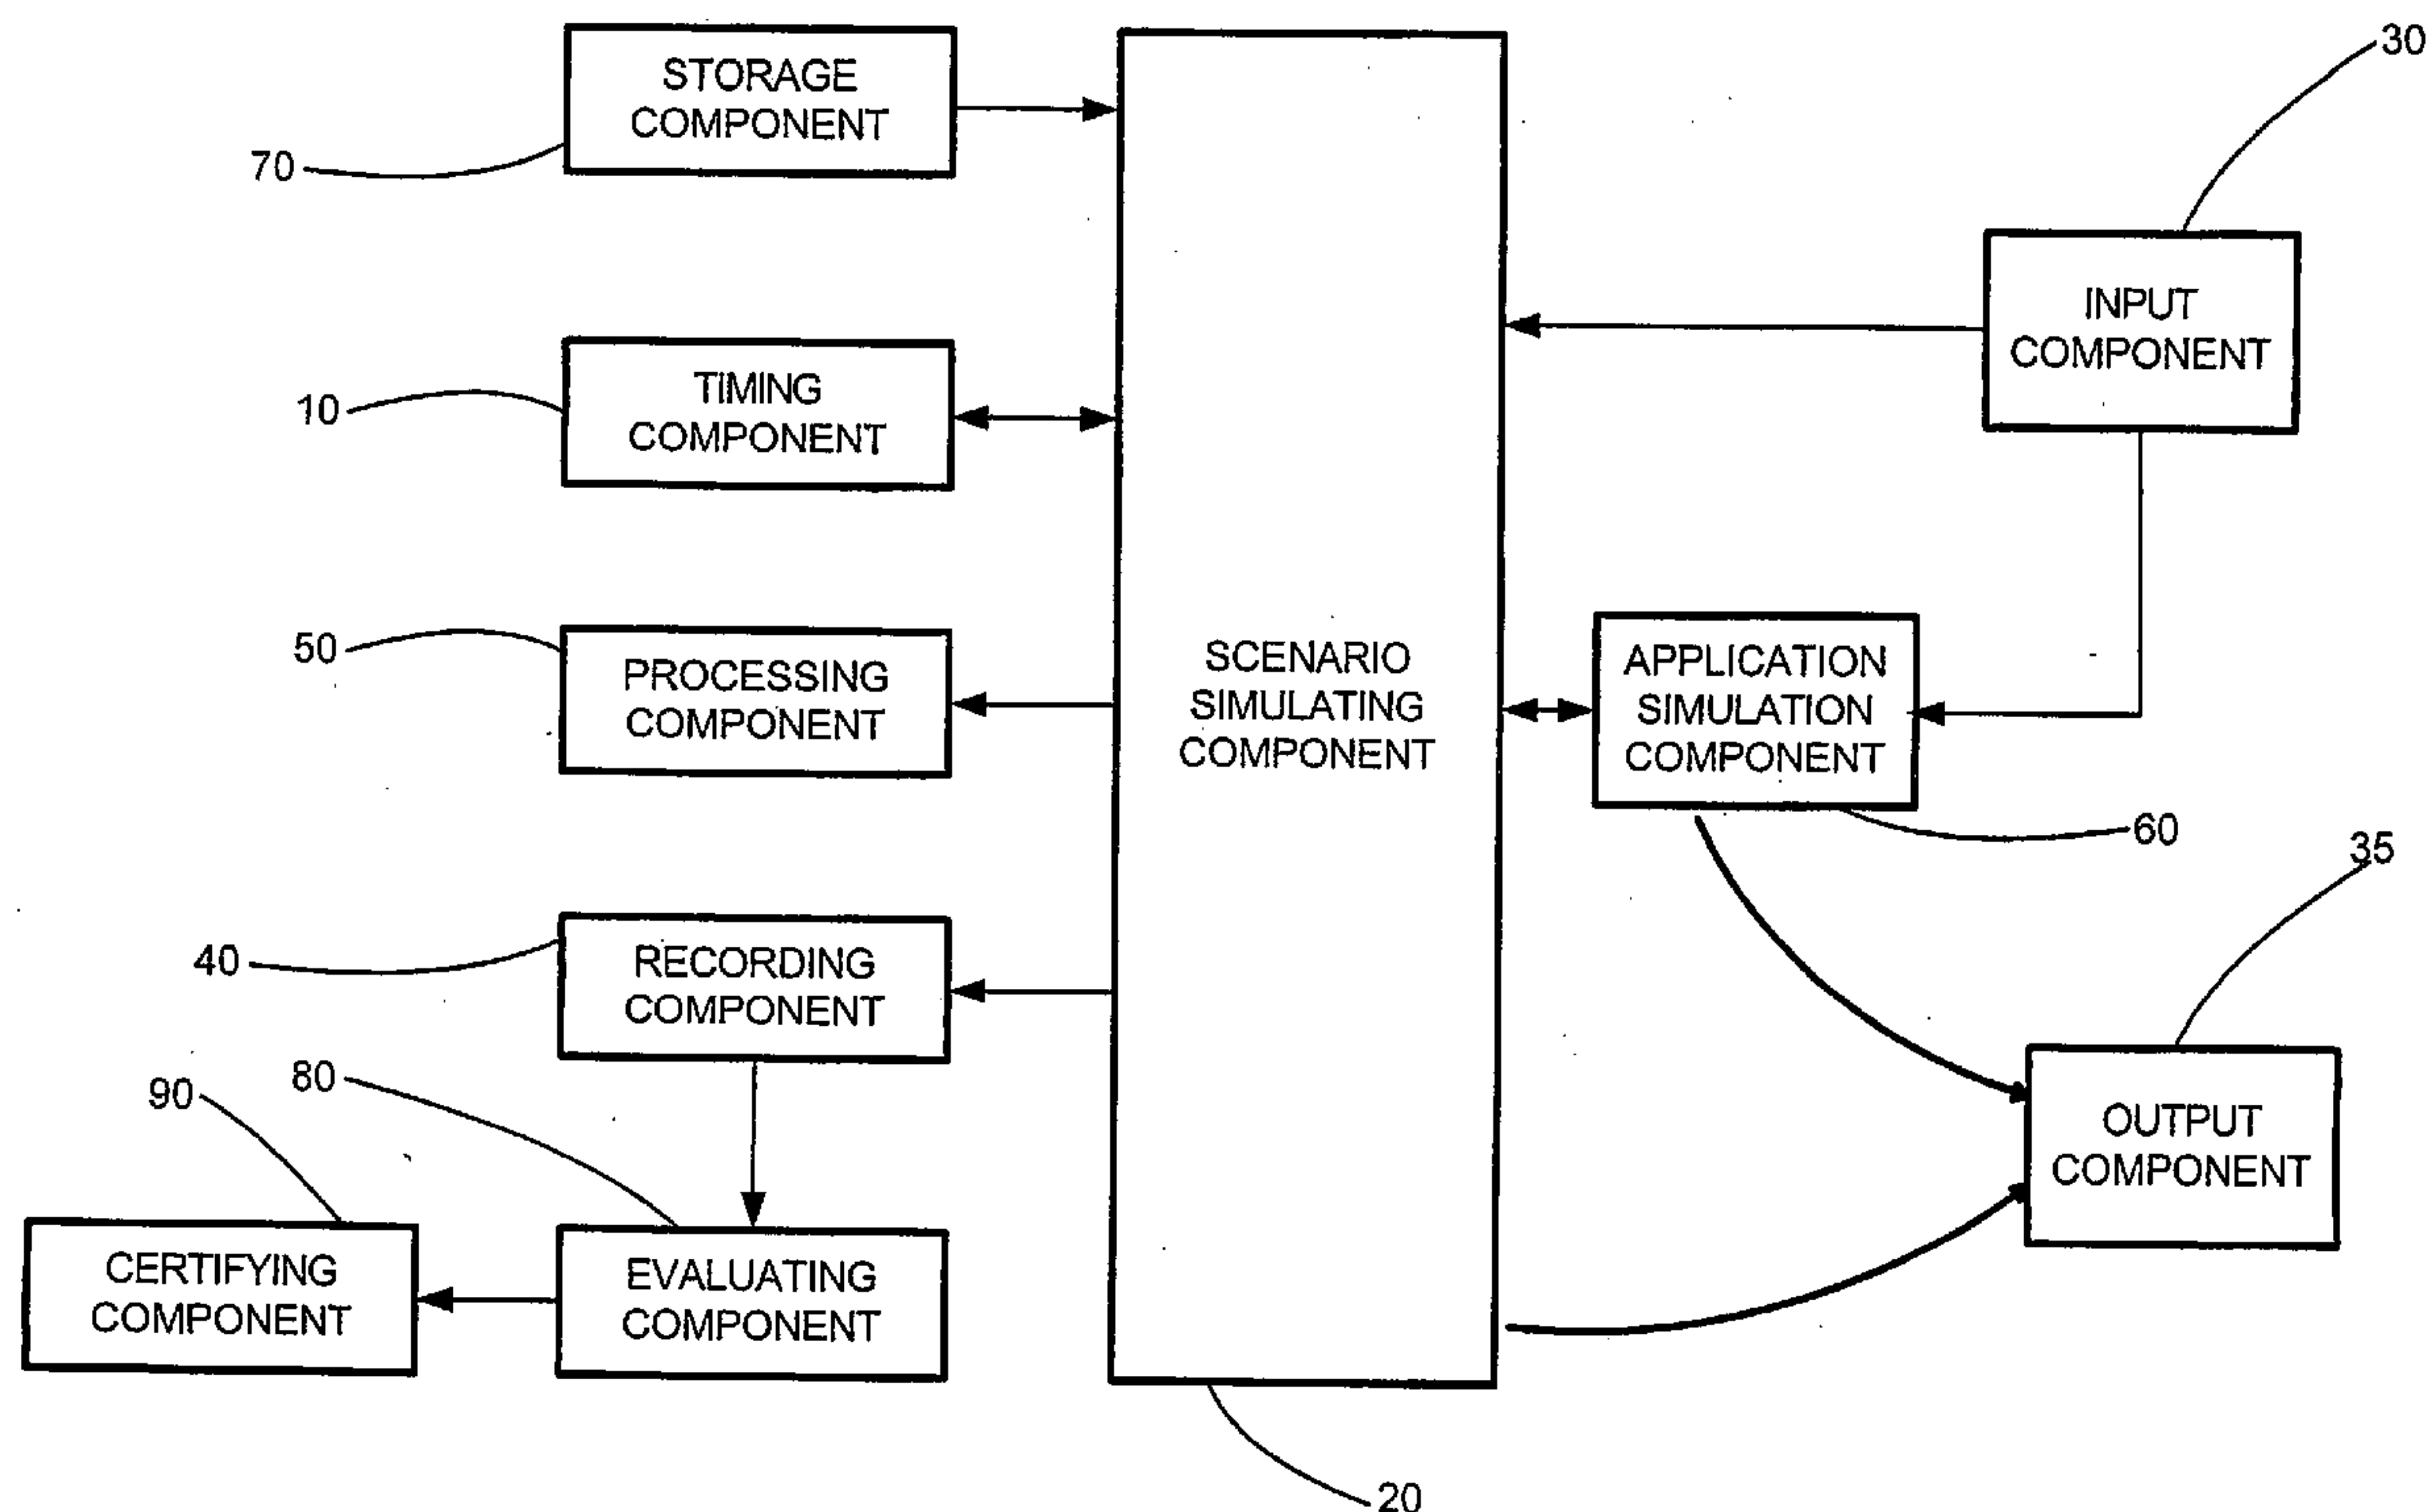 STORAGE
COMPONENT
70
TIMING
COMPONENT
10
PROCESSING
COMPONENT
50
RECORDING
COMPONENT
40
80
90
CERTIFYING
COMPONENT
EVALUATING
COMPONENT
SCENARIO
SIMULATING
COMPONENT
20
30
INPUT
COMPONENT
APPLICATION
SIMULATION
COMPONENT
60
35
OUTPUT
COMPONENT